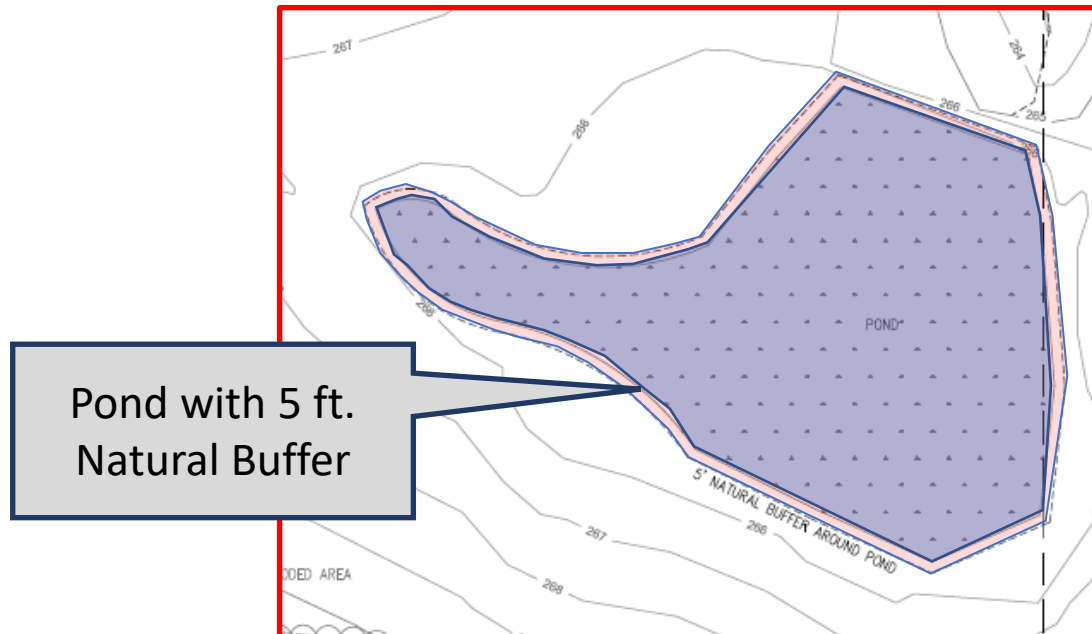 267
264
266
265
266
POND
266
Pond with 5 ft.
Natural Buffer
5' NATURAL BUFFER AROUND POND
266
267
268
ODED AREA